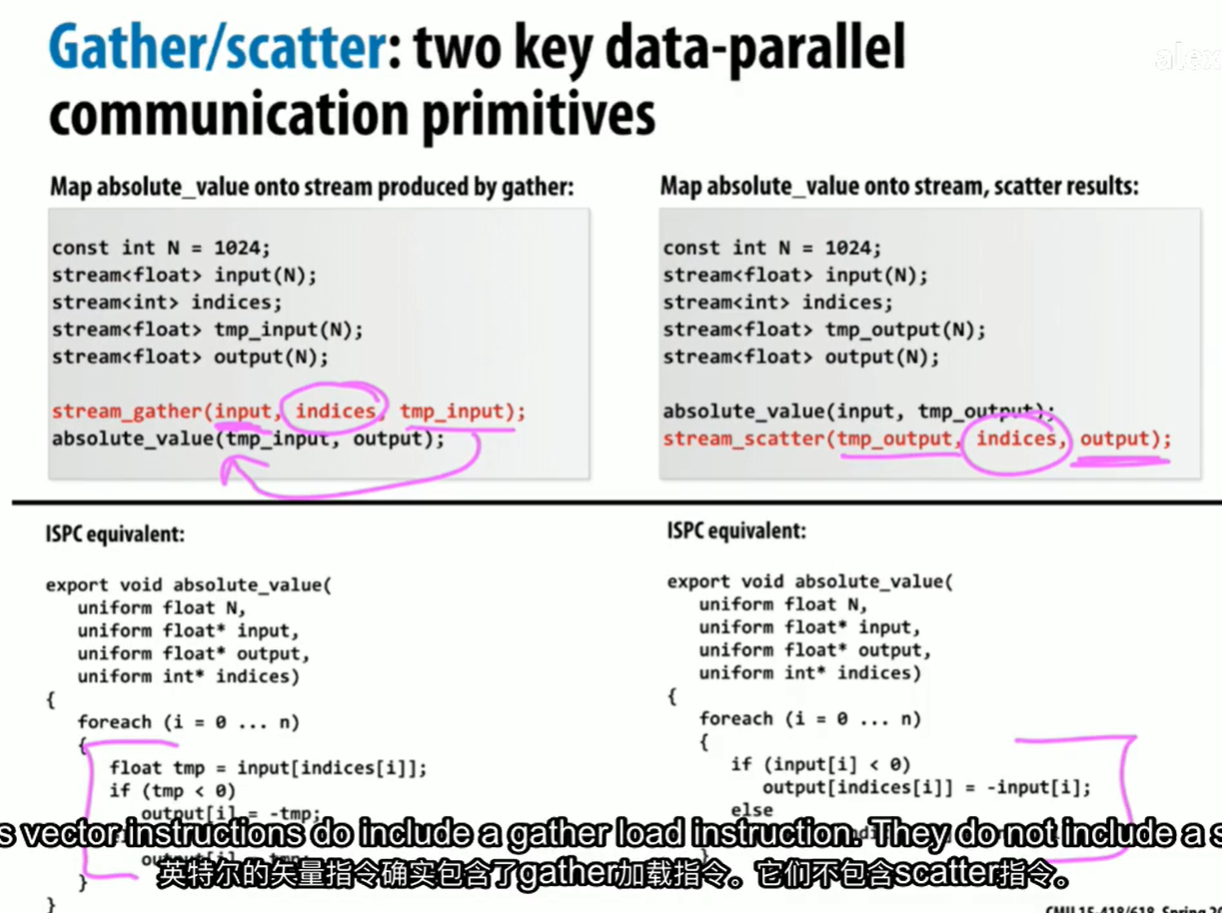 Gather/scatter: two key data-parallel
communication primitives
alex
Map absolute_value onto stream produced by gather:
const int N = 1024;
stream<float> input(N);
stream<int> indices;
stream<float> tmp_input(N);
stream<float> output(N);
stream_gather(input, indices, tmp_input);
absolute_value(tmp_input, output);
Map absolute_value onto stream, scatter results:
const int N = 1024;
stream<float> input(N);
stream<int> indices;
stream<float> tmp_output(N);
stream<float> output(N);
absolute_value(input, tmp_output);
stream_scatter(tmp_output, indices, output);
ISPC equivalent:
export void absolute_value(
uniform float N,
uniform float* input,
uniform float* output,
uniform int* indices)
{
foreach (i = 0 ... n)
{
float tmp = input[indices[i]];
if (tmp < 0)
output[i] = -tmp;
}
}
ISPC equivalent:
export void absolute_value(
uniform float N,
uniform float* input,
uniform float* output,
uniform int* indices)
{
foreach (i = 0 ... n)
{
if (input[i] < 0)
output[indices[i]] = -input[i];
else
}
s vector instructions do include a gather load instruction. They do not include a s
英特尔的矢量指令确实包含了gather加载指令。它们不包含scatter指令。
CMU 15-418/618, Spring 20